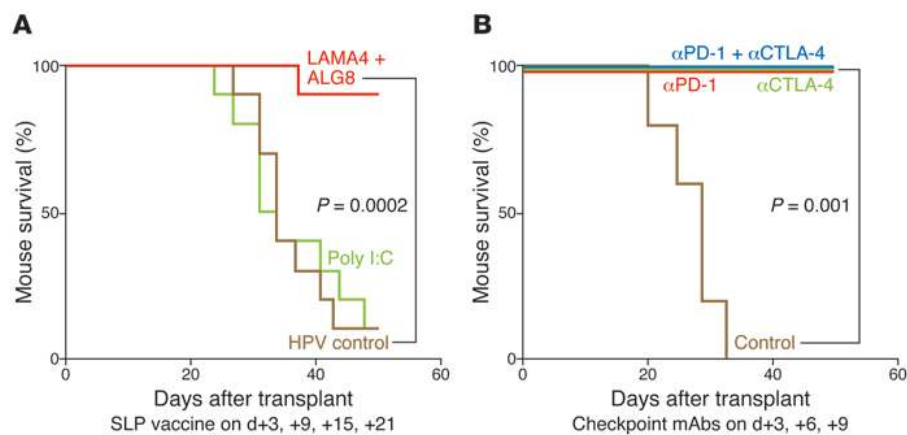 A
LAMA4 +
ALG8
100
50
0
Mouse survival (%)
P = 0.0002
Poly I:C
HPV control
0
20
40
60
Days after transplant
SLP vaccine on d+3, +9, +15, +21
B
αPD-1 + αCTLA-4
αPD-1
αCTLA-4
100
50
0
Mouse survival (%)
P = 0.001
Control
0
20
40
60
Days after transplant
Checkpoint mAbs on d+3, +6, +9